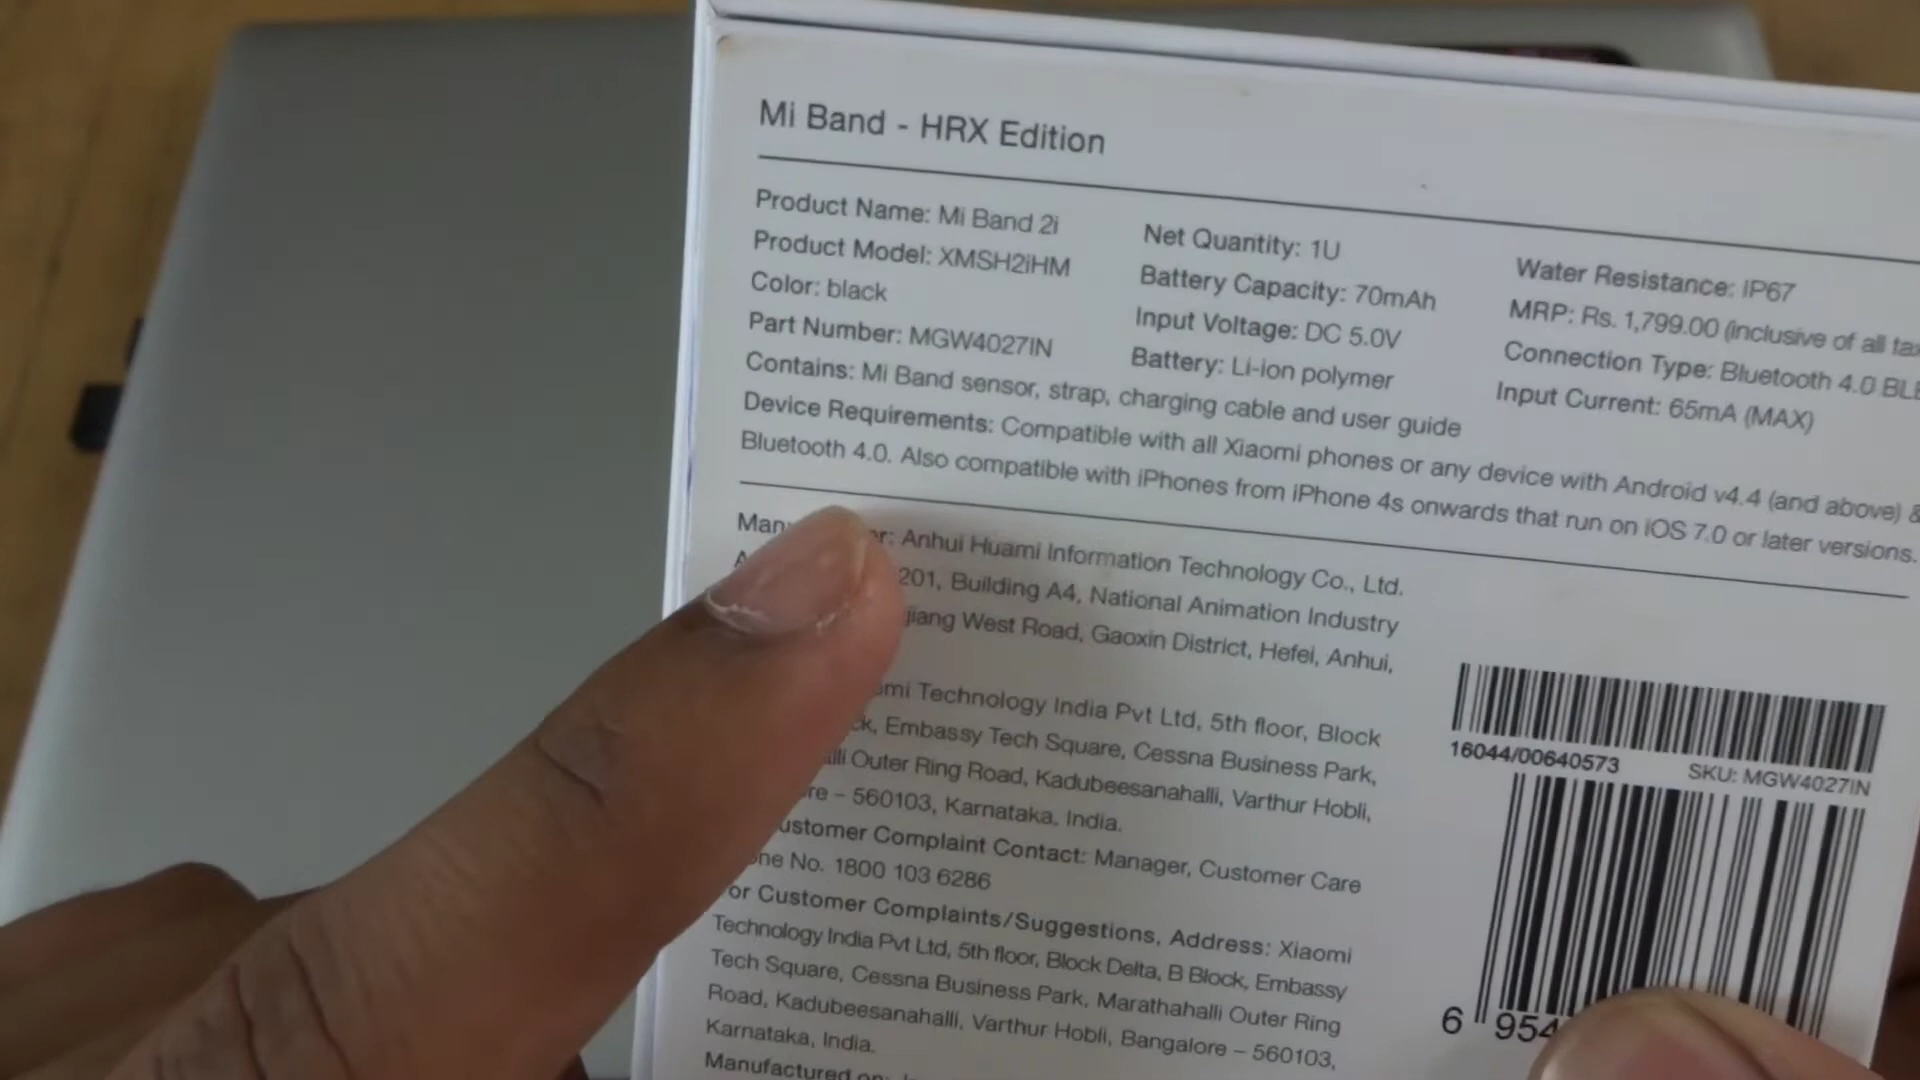 Mi Band - HRX Edition
Product Name: Mi Band 2i
Product Model: XMSH2iHM
Color: black
Part Number: MGW4027IN
Net Quantity: 1U
Battery Capacity: 70mAh
Input Voltage: DC 5.0V
Battery: Li-ion polymer
Water Resistance: IP67
MRP: Rs. 1,799.00 (inclusive of all
Connection Type: Bluetooth 4.0
Input Current: 65mA (MAX)
Contains: Mi Band sensor, strap, charging cable and user guide
Device Requirements: Compatible with all Xiaomi phones or any device with Android v4.4 (and above) &
Bluetooth 4.0. Also compatible with iPhones from iPhone 4s onwards that run on iOS 7.0 or later versions.
Anhui Huami Information Technology Co., Ltd.
201, Building A4, National Animation Industry
West Road, Gaoxin District, Hefei, Anhui,
Technology India Pvt Ltd, 5th floor, Block
Embassy Tech Square, Cessna Business Park,
Outer Ring Road, Kadubeesanahalli, Varthur Hobli,
– 560103, Karnataka, India.
Complaint Contact: Manager, Customer Care
No. 1800 103 6286
Customer Complaints/Suggestions, Address: Xiaomi
Technology India Pvt Ltd, 5th floor, Block Delta, B Block, Embassy
Tech Square, Cessna Business Park, Marathahalli Outer Ring
Road, Kadubeesanahalli, Varthur Hobli, Bangalore – 560103,
Karnataka, India.
Manufactured on:
16044/00640573
SKU: MGW4027IN
6 954